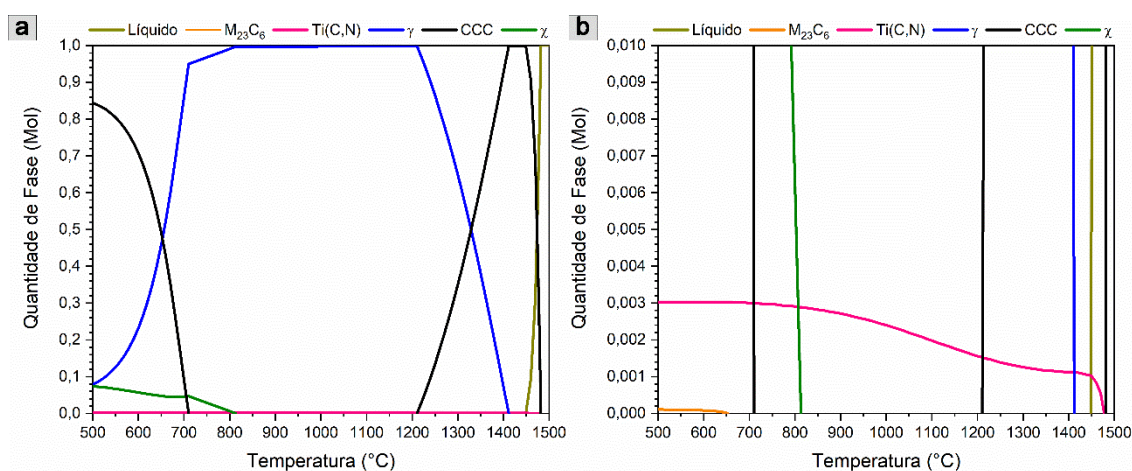 a
Líquido M₂₃C₆ Ti(C,N) γ CCC χ
1,0
0,9
0,8
0,7
0,6
0,5
0,4
0,3
0,2
0,1
0,0
Quantidade de Fase (Mol)
500 600 700 800 900 1000 1100 1200 1300 1400 1500
Temperatura (°C)
b
Líquido M₂₃C₆ Ti(C,N) γ CCC χ
0,010
0,009
0,008
0,007
0,006
0,005
0,004
0,003
0,002
0,001
0,000
Quantidade de Fase (Mol)
500 600 700 800 900 1000 1100 1200 1300 1400 1500
Temperatura (°C)